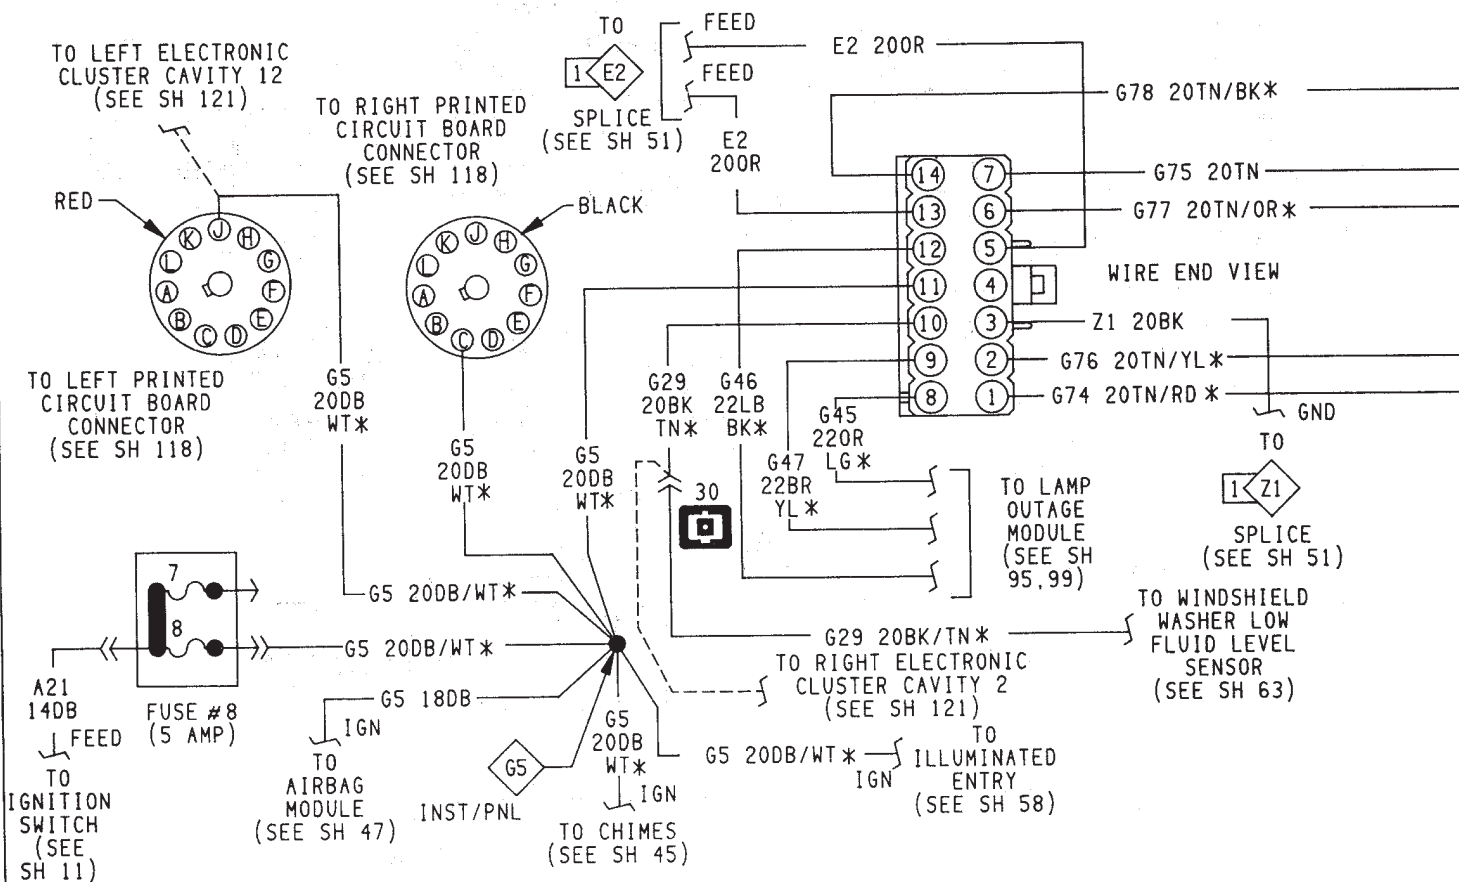 TO LEFT ELECTRONIC
CLUSTER CAVITY 12
(SEE SH 121)
TO RIGHT PRINTED
CIRCUIT BOARD
CONNECTOR
(SEE SH 118)
TO
1 E2
SPLICE
(SEE SH 51)
FEED
FEED
E2 20OR
E2
20OR
G78 20TN/BK*
G75 20TN
G77 20TN/OR*
WIRE END VIEW
Z1 20BK
G76 20TN/YL*
G74 20TN/RD*
14 7
13 6
12 5
11 4
10 3
9 2
8 1
RED
BLACK
J
H
G
F
E
D
C
B
A
L
K
J
H
G
F
E
D
C
B
A
L
K
TO LEFT PRINTED
CIRCUIT BOARD
CONNECTOR
(SEE SH 118)
G5
20DB
WT*
G5
20DB
WT*
G5
20DB
WT*
G29
20BK
TN*
G46
22LB
BK*
G45
22OR
LG*
G47
22BR
YL*
30
GND
TO
1 Z1
SPLICE
(SEE SH 51)
TO LAMP
OUTAGE
MODULE
(SEE SH
95,99)
7
8
G5 20DB/WT*
G5 20DB/WT*
G5 18DB
A21
14DB
FEED
TO
IGNITION
SWITCH
(SEE
SH 11)
FUSE #8
(5 AMP)
IGN
TO
AIRBAG
MODULE
(SEE SH 47)
G5
INST/PNL
G5
20DB
WT*
IGN
TO CHIMES
(SEE SH 45)
G29 20BK/TN*
TO RIGHT ELECTRONIC
CLUSTER CAVITY 2
(SEE SH 121)
TO WINDSHIELD
WASHER LOW
FLUID LEVEL
SENSOR
(SEE SH 63)
G5 20DB/WT*
IGN
TO
ILLUMINATED
ENTRY
(SEE SH 58)